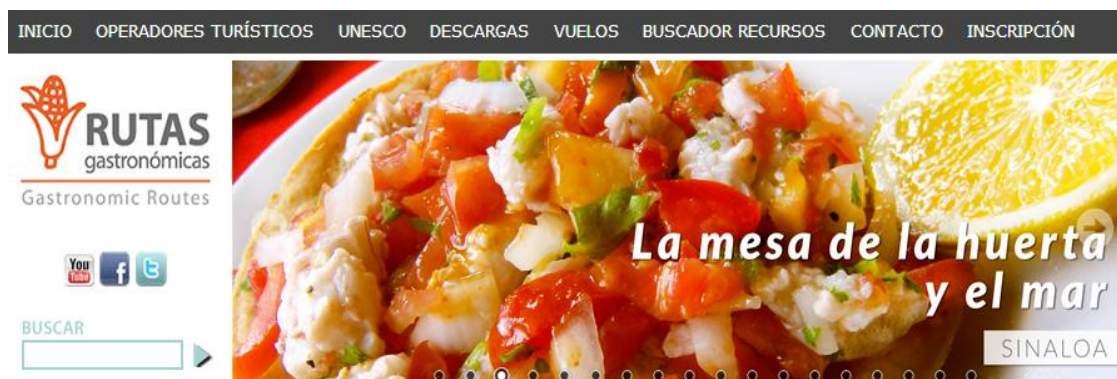 INICIO OPERADORES TURÍSTICOS UNESCO DESCARGAS VUELOS BUSCADOR RECURSOS CONTACTO INSCRIPCIÓN
RUTAS
gastronómicas
Gastronomic Routes
You
Tube
BUSCAR
La mesa de la huerta
y el mar
SINALOA